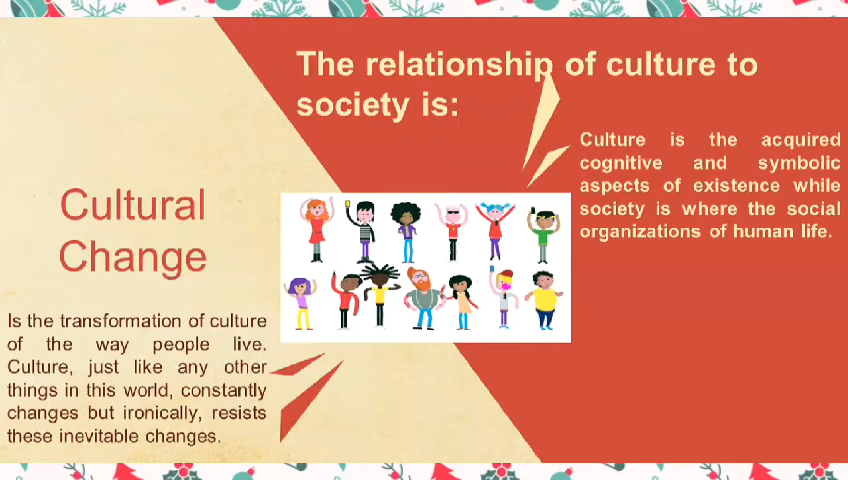 The relationship of culture to
society is:
Culture is the acquired
cognitive and symbolic
aspects of existence while
society is where the social
organizations of human life.
Cultural
Change
Is the transformation of culture
of the way people live.
Culture, just like any other
things in this world, constantly
changes but ironically, resists
these inevitable changes.